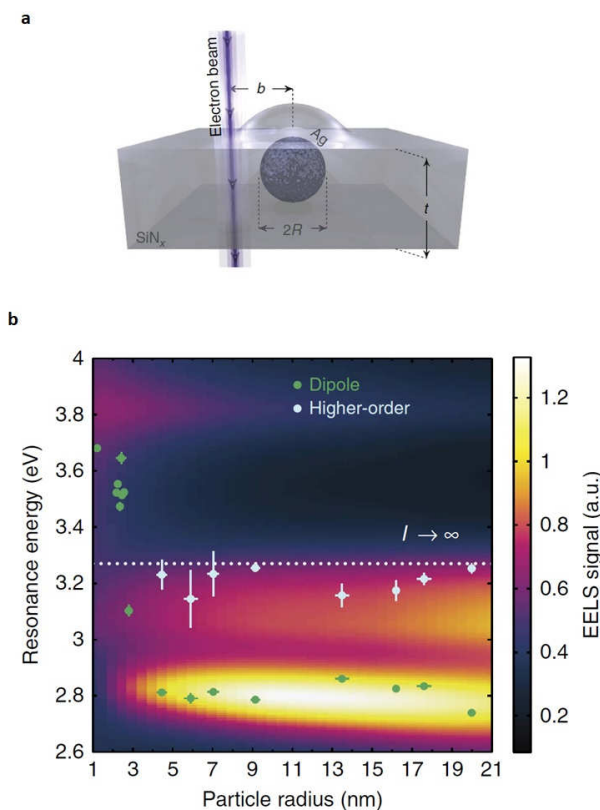 a
Electron beam
b
Ag
t
2R
SiNx
b
4
3.8
3.6
3.4
3.2
3
2.8
2.6
Resonance energy (eV)
Dipole
Higher-order
l → ∞
1 3 5 7 9 11 13 15 17 19 21
Particle radius (nm)
1.2
1
0.8
0.6
0.4
0.2
EELS signal (a.u.)